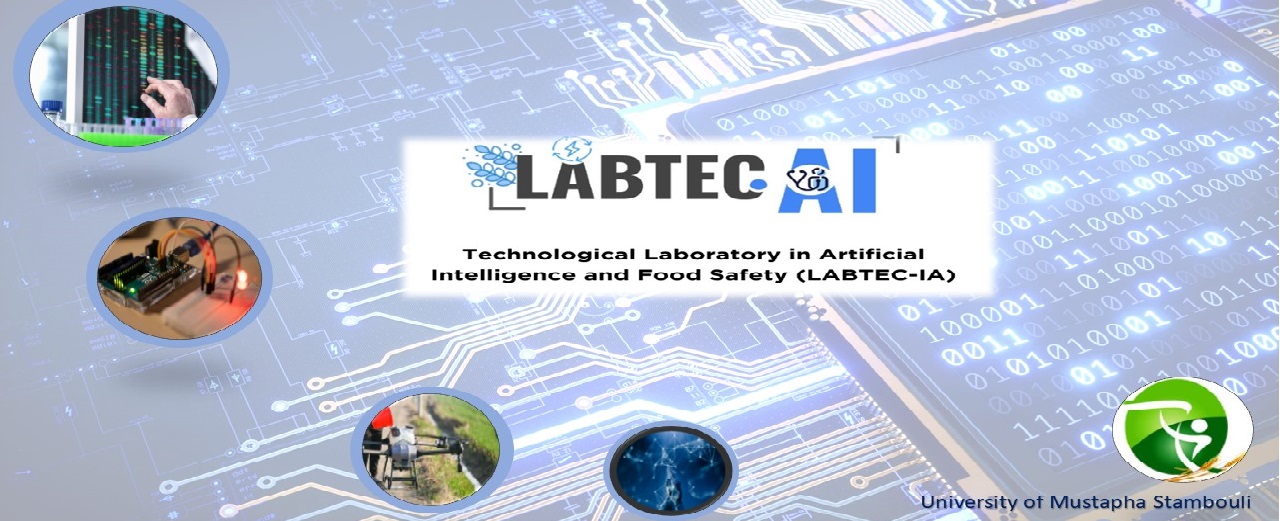 LABTEC.AI
Technological Laboratory in Artificial
Intelligence and Food Safety (LABTEC-IA)
University of Mustapha Stambouli